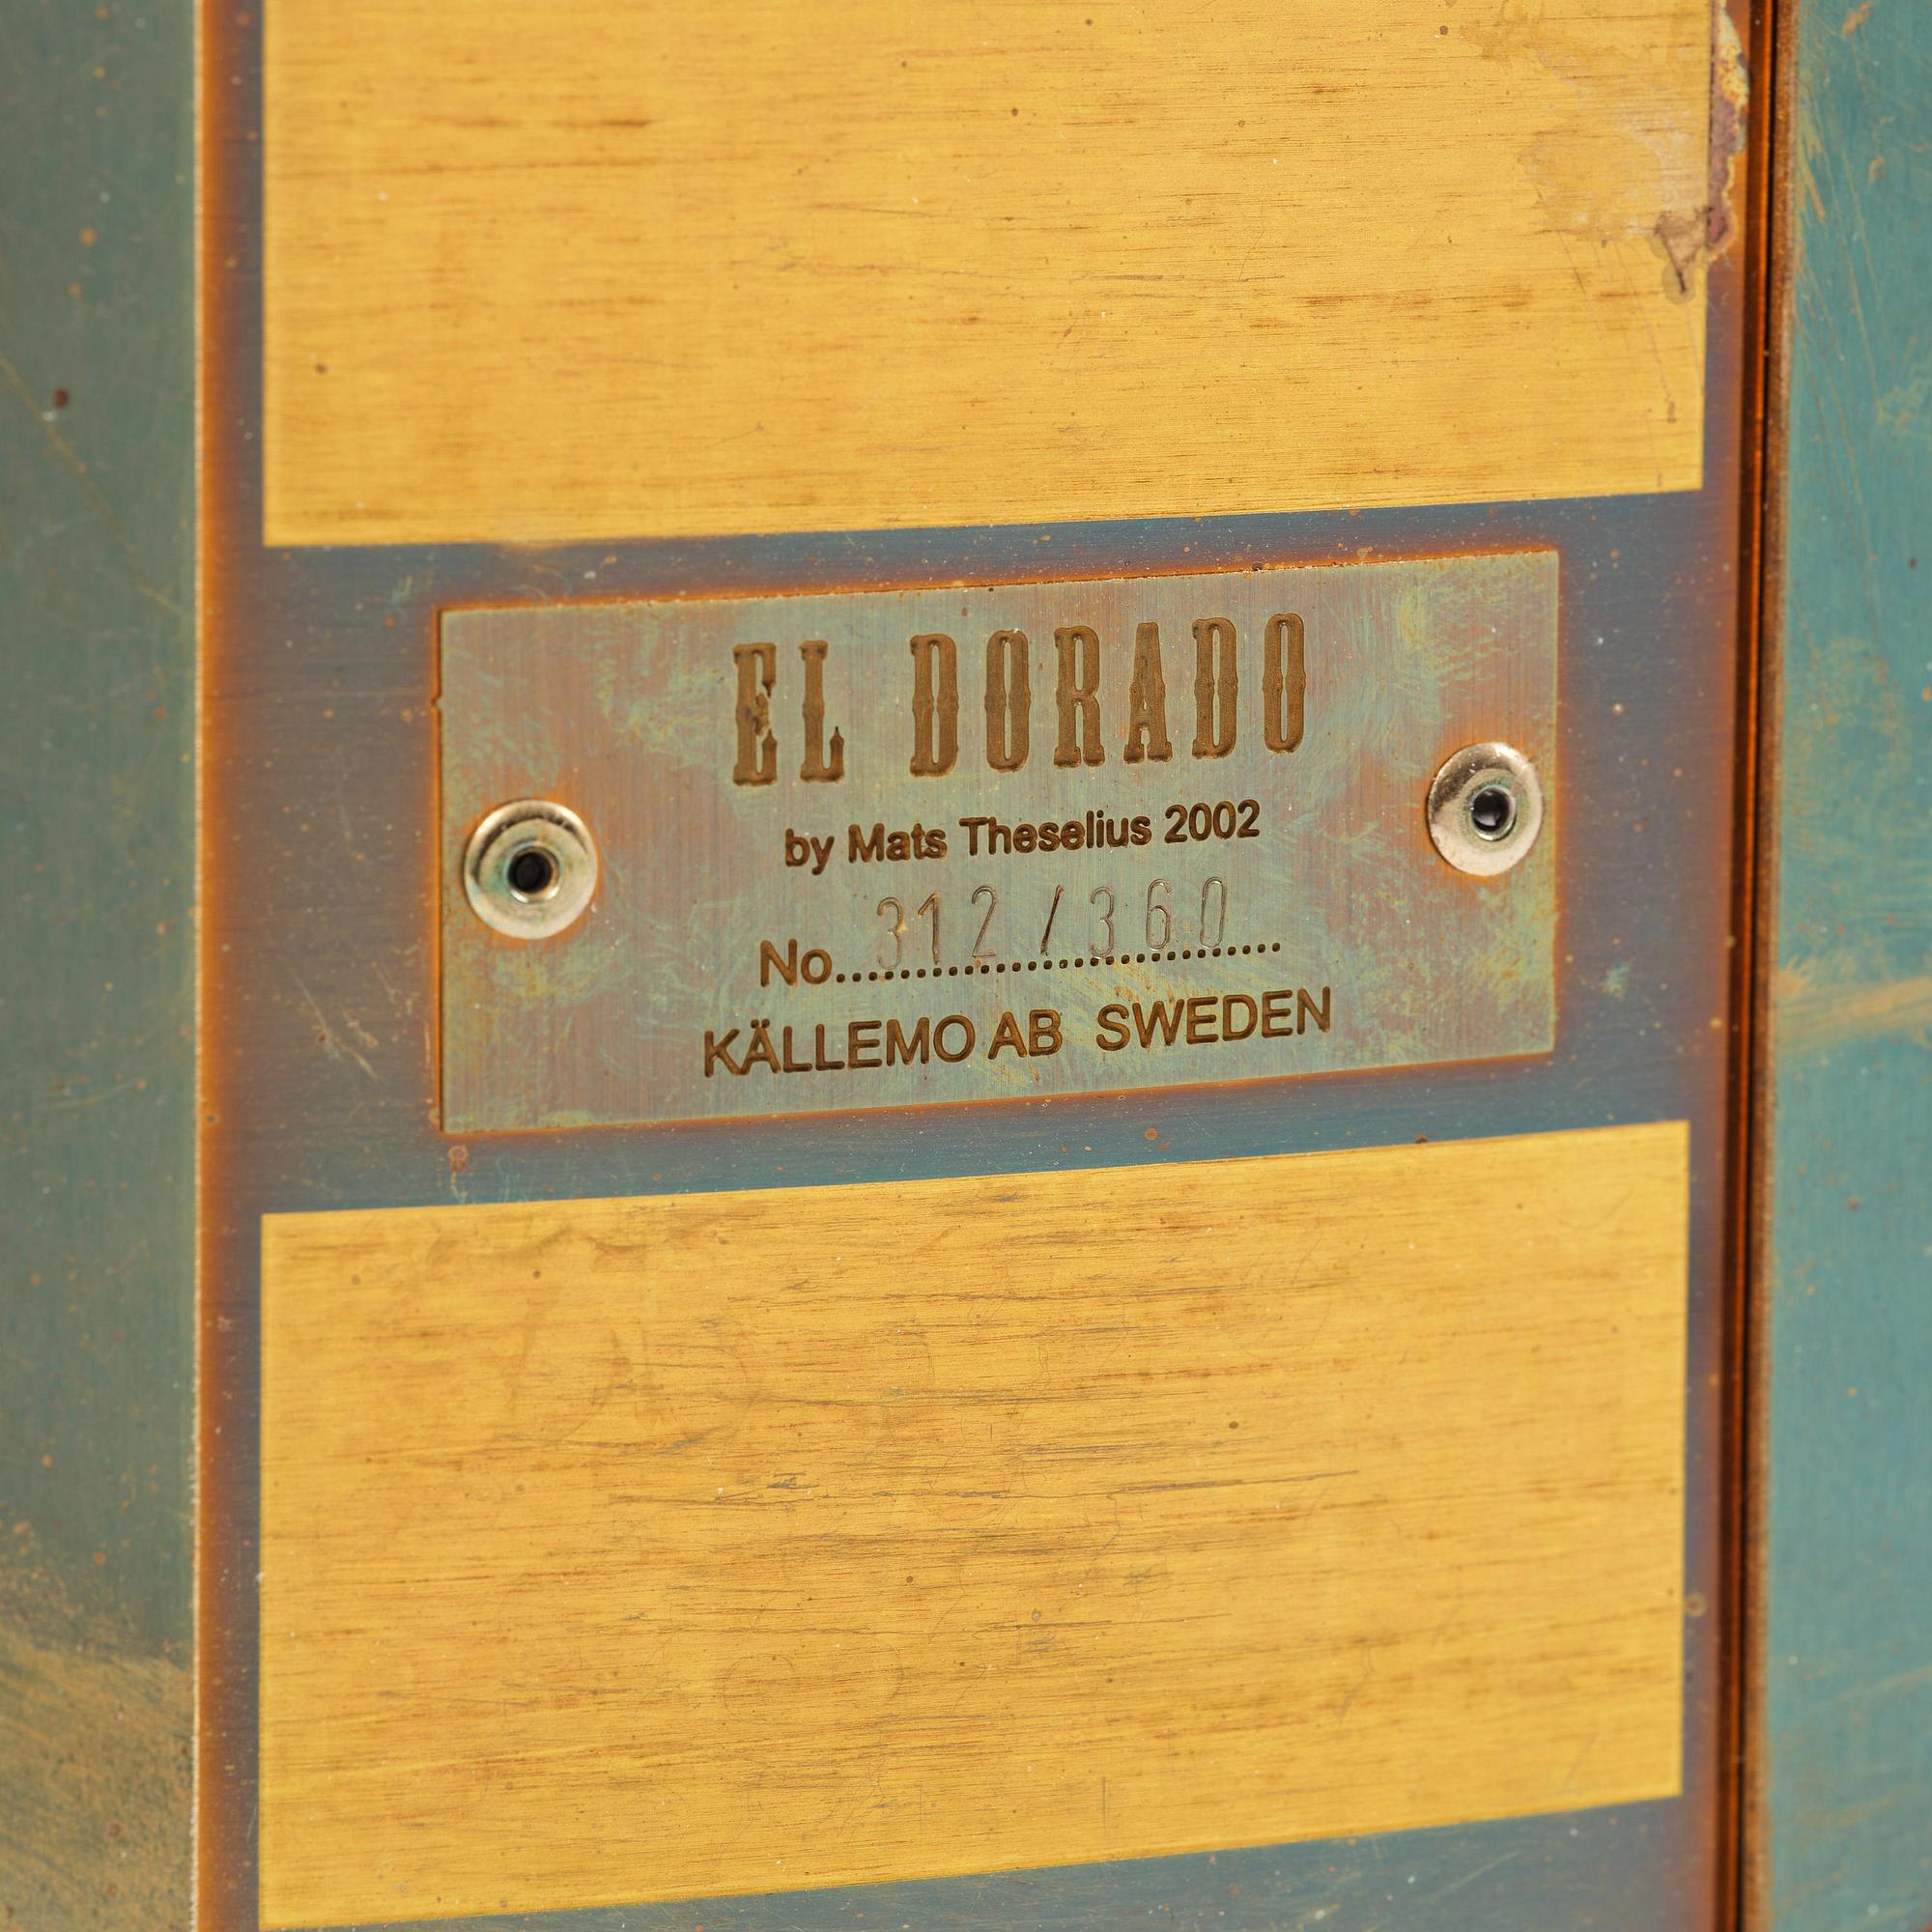 EL DORADO
by Mats Theselius 2002
No.............................. 312/360
KÄLLEMO AB SWEDEN